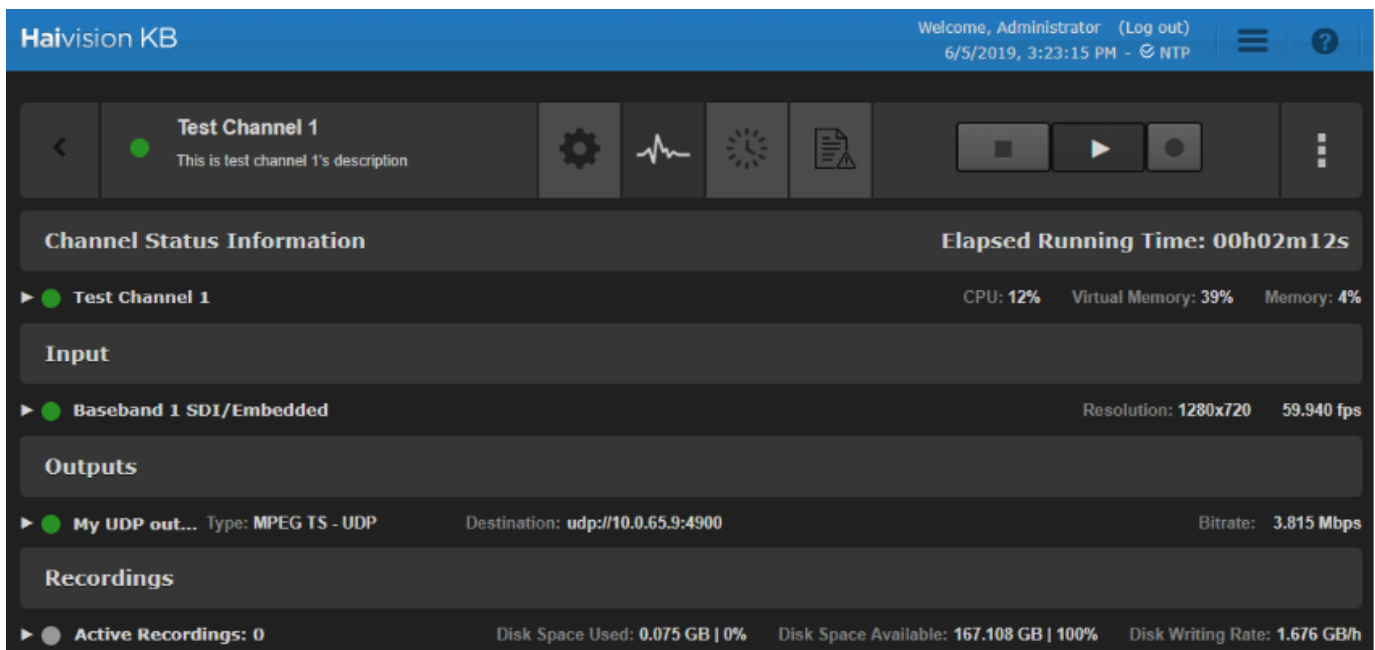 Haivision KB
Welcome, Administrator (Log out)
6/5/2019, 3:23:15 PM - NTP
Test Channel 1
This is test channel 1's description
Channel Status Information Elapsed Running Time: 00h02m12s
Test Channel 1 CPU: 12% Virtual Memory: 39% Memory: 4%
Input
Baseband 1 SDI/Embedded Resolution: 1280x720 59.940 fps
Outputs
My UDP out... Type: MPEG TS - UDP Destination: udp://10.0.65.9:4900 Bitrate: 3.815 Mbps
Recordings
Active Recordings: 0 Disk Space Used: 0.075 GB | 0% Disk Space Available: 167.108 GB | 100% Disk Writing Rate: 1.676 GB/h